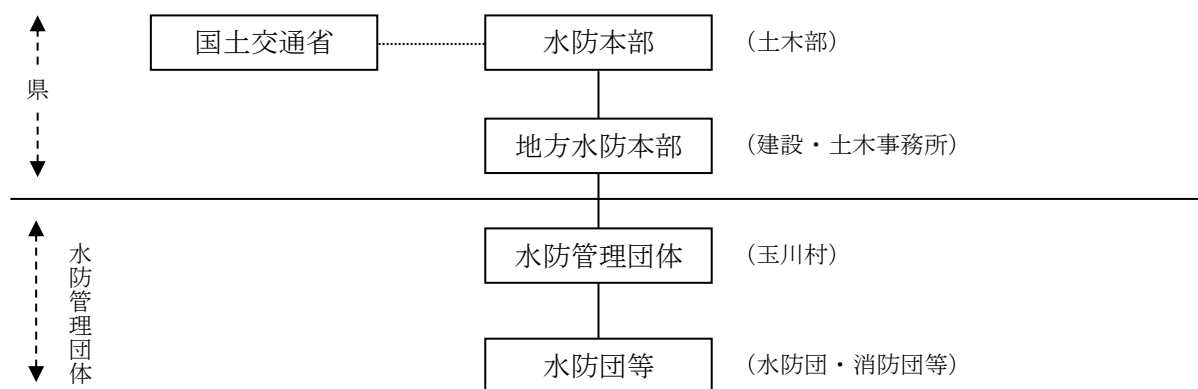 国土交通省 水防本部 （土木部）
県
地方水防本部 （建設・土木事務所）
水防管理団体 （玉川村）
水防管理団体
水防団等 （水防団・消防団等）